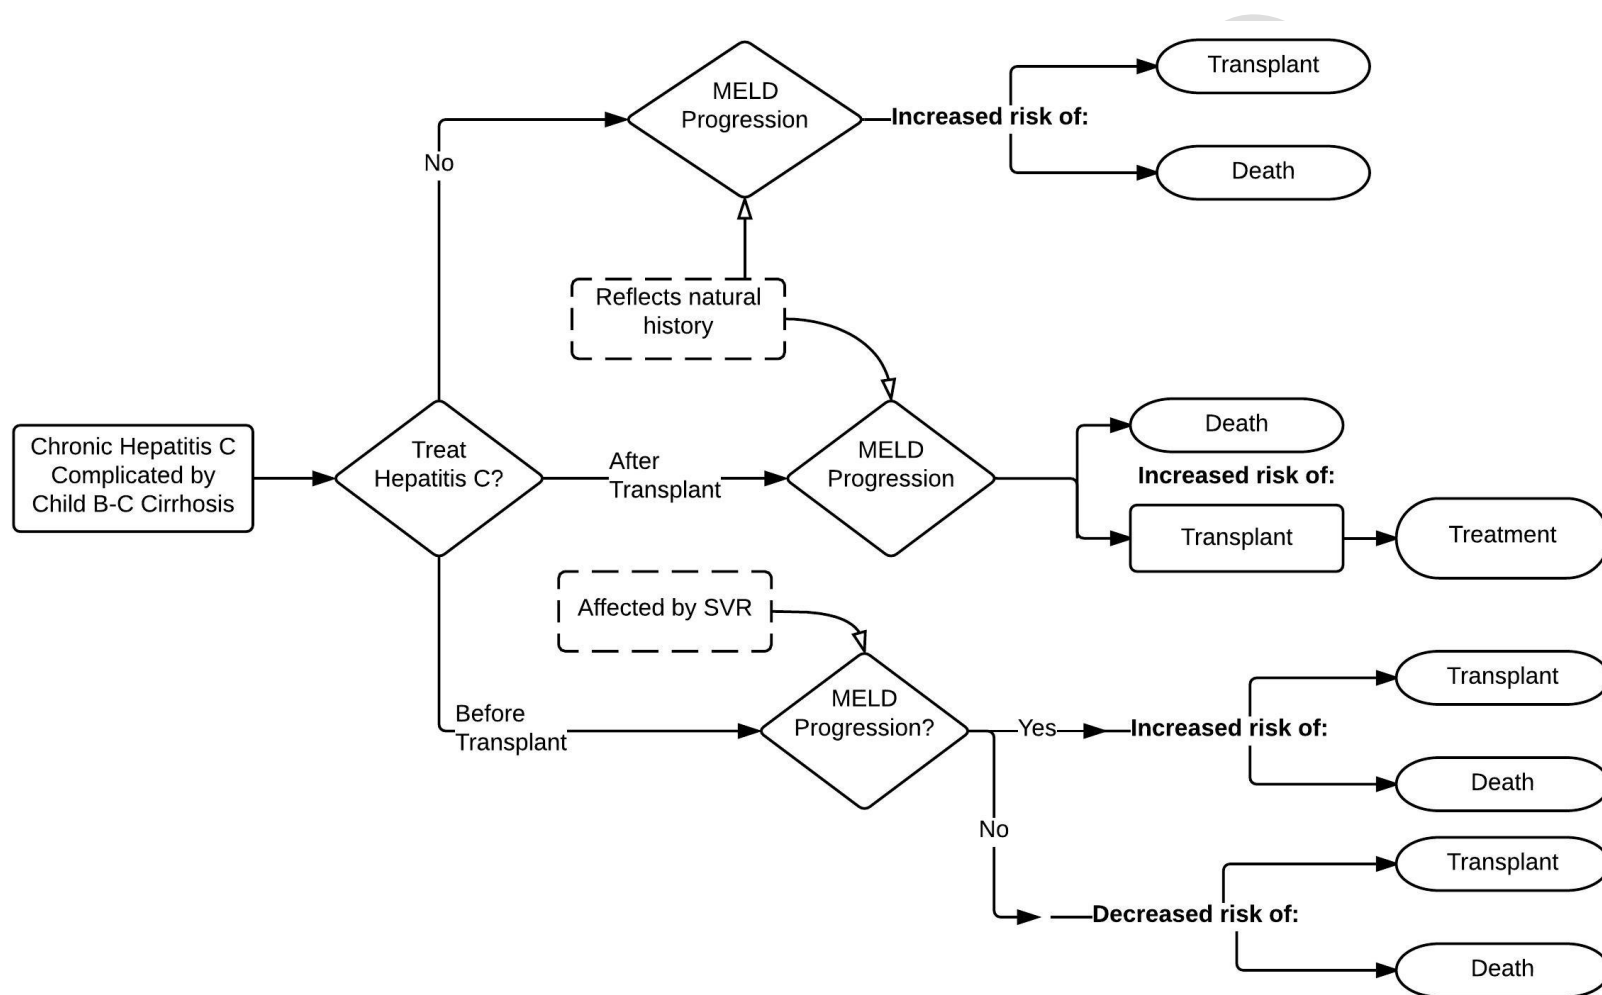 MELD
Progression
Increased risk of:
Transplant
Death
No
Reflects natural
history
Chronic Hepatitis C
Complicated by
Child B-C Cirrhosis
Treat
Hepatitis C?
After
Transplant
MELD
Progression
Death
Increased risk of:
Transplant
Treatment
Affected by SVR
Before
Transplant
MELD
Progression?
Yes
Increased risk of:
Transplant
Death
No
Decreased risk of:
Transplant
Death